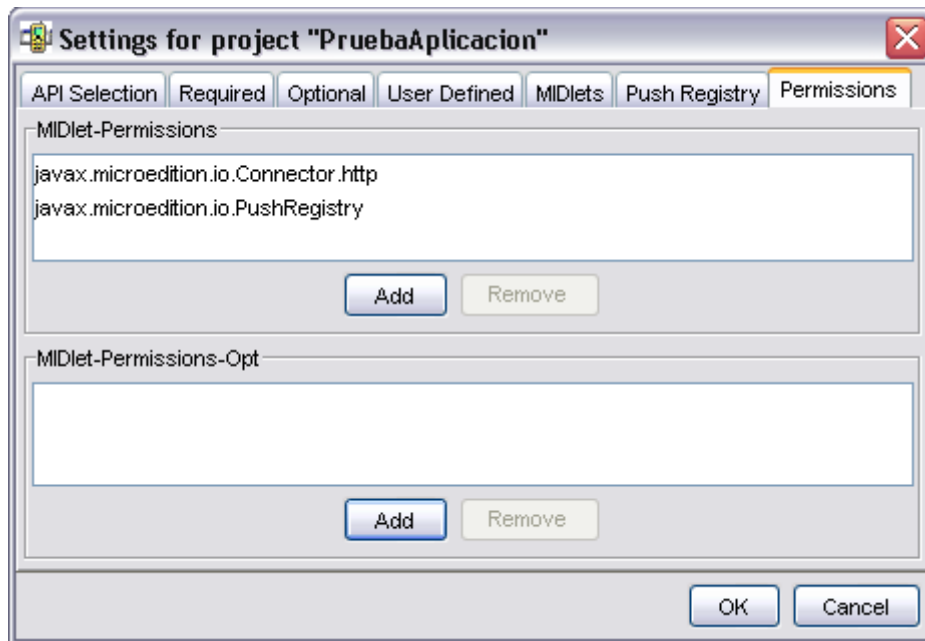 Settings for project "PruebaAplicacion"
API Selection Required Optional User Defined MIDlets Push Registry Permissions
MIDlet-Permissions
javax.microedition.io.Connector.http
javax.microedition.io.PushRegistry
Add Remove
MIDlet-Permissions-Opt
Add Remove
OK Cancel